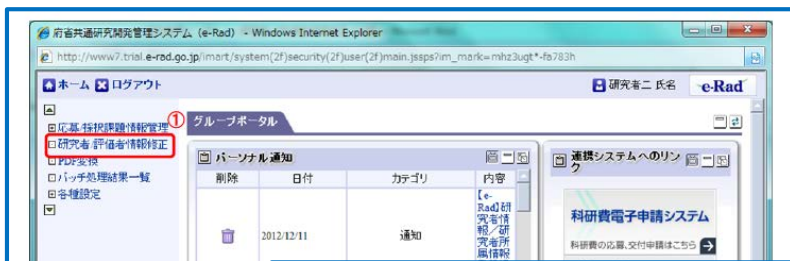 府省共通研究開発管理システム (e-Rad) - Windows Internet Explorer
http://www7.trial.e-rad.go.jp/imart/system(2f)security(2f)user(2f)main.jssps?im_mark=mhz3ugt*-fa783h
ホーム ログアウト
研究者二 氏名
e-Rad
応募/採択課題情報管理
①
研究者/評価者情報修正
PDF変換
バッチ処理結果一覧
各種設定
グループポータル
パーソナル通知
削除 日付 カテゴリ 内容
2012/12/11 通知
【e-
Rad】研
究者情
報/研
究者所
属情報
連携システムへのリン
ク
科研費電子申請システム
科研費の応募、交付申請はこちら